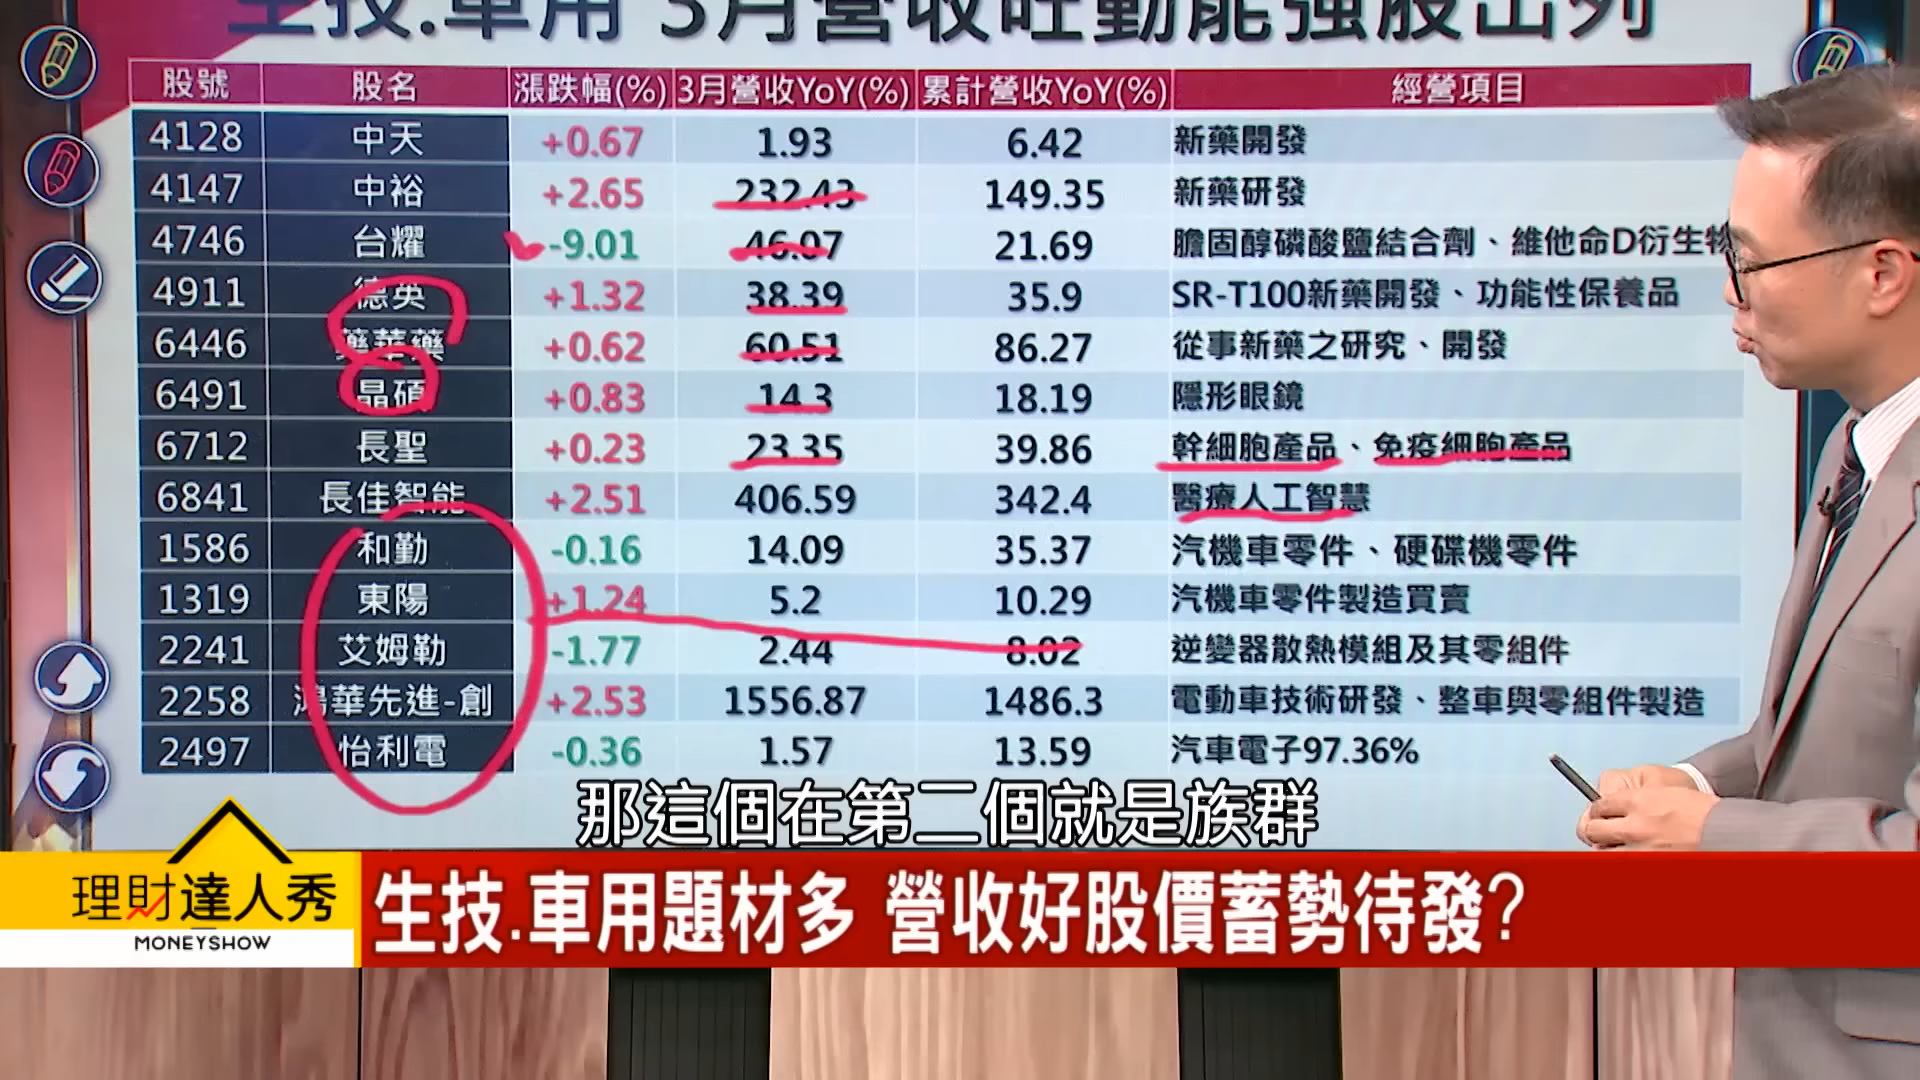 生技.車用 3月營收旺動能強股出列
股號 股名 漲跌幅(%) 3月營收YoY(%) 累計營收YoY(%) 經營項目
4128 中天 +0.67 1.93 6.42 新藥開發
4147 中裕 +2.65 232.43 149.35 新藥研發
4746 台耀 -9.01 46.07 21.69 膽固醇磷酸鹽結合劑、維他命D衍生物
4911 德英 +1.32 38.39 35.9 SR-T100新藥開發、功能性保養品
6446 藥華藥 +0.62 60.51 86.27 從事新藥之研究、開發
6491 晶碩 +0.83 14.3 18.19 隱形眼鏡
6712 長聖 +0.23 23.35 39.86 幹細胞產品、免疫細胞產品
6841 長佳智能 +2.51 406.59 342.4 醫療人工智慧
1586 和勤 -0.16 14.09 35.37 汽機車零件、硬碟機零件
1319 東陽 +1.24 5.2 10.29 汽機車零件製造買賣
2241 艾姆勒 -1.77 2.44 8.02 逆變器散熱模組及其零組件
2258 鴻華先進-創 +2.53 1556.87 1486.3 電動車技術研發、整車與零組件製造
2497 怡利電 -0.36 1.57 13.59 汽車電子97.36%
那這個在第二個就是族群
理財達人秀
MONEYSHOW
生技.車用題材多 營收好股價蓄勢待發?